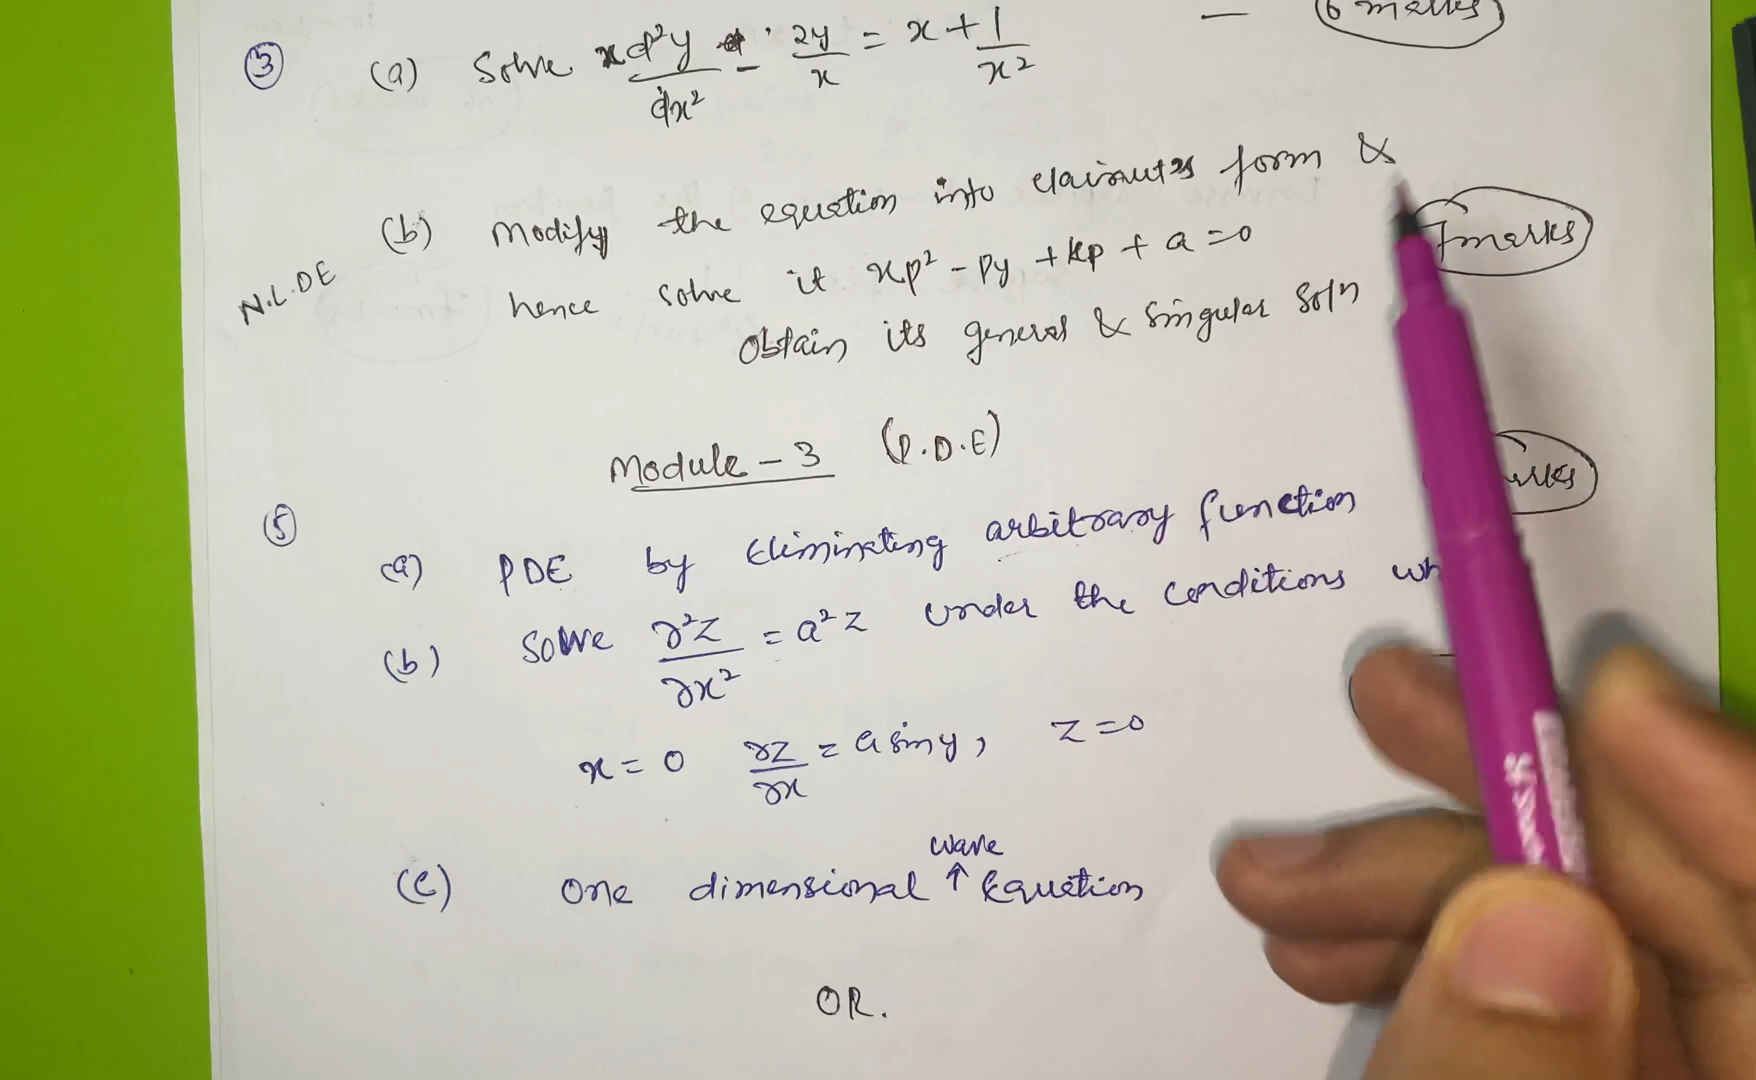 (6 marks)
③ (a) Solve x d²y/dx² - 2y/x = x + 1/x²
(b) Modify the equation into clairauts form &
7 marks
N.L.DE hence solve it xp² - py + kp + a = 0
Obtain its general & singular soln
Module - 3 (P.D.E)
⑤
(a) PDE by Eliminating arbitrary function
(b) Solve ∂²z/∂x² = a²z under the conditions
x = 0 ∂z/∂x = a siny, z = 0
wave
(c) One dimensional ↑ Equation
OR.